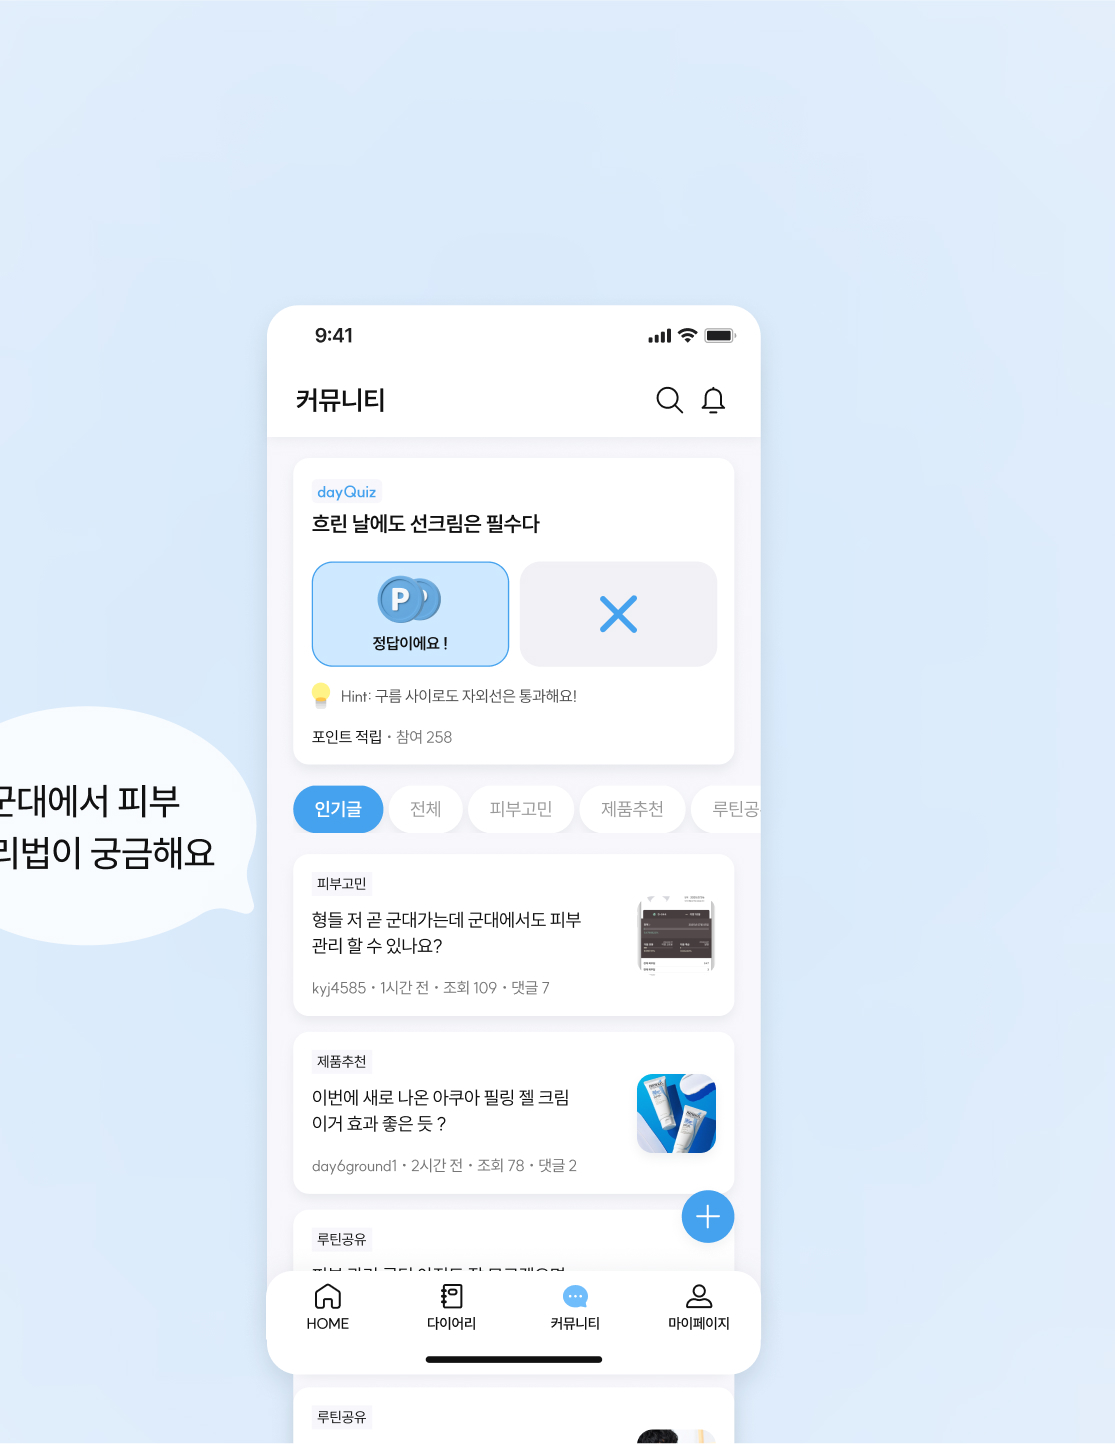 9:41
커뮤니티
dayQuiz
흐린 날에도 선크림은 필수다
P
정답이에요 !
Hint: 구름 사이로도 자외선은 통과해요!
포인트 적립 · 참여 258
군대에서 피부
리법이 궁금해요
인기글
전체
피부고민
제품추천
루틴공
피부고민
형들 저 곧 군대가는데 군대에서도 피부
관리 할 수 있나요?
kyj4585 · 1시간 전 · 조회 109 · 댓글 7
제품추천
이번에 새로 나온 아쿠아 필링 젤 크림
이거 효과 좋은 듯 ?
day6ground1 · 2시간 전 · 조회 78 · 댓글 2
루틴공유
HOME
다이어리
커뮤니티
마이페이지
루틴공유